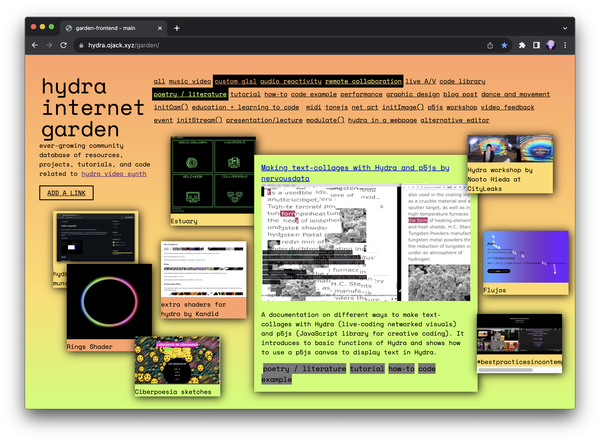 garden-frontend - main
hydra.ojack.xyz/garden/
hydra
internet
garden
ever-growing community
database of resources,
projects, tutorials, and code
related to hydra video synth
ADD A LINK
all music video custom glsl audio reactivity remote collaboration live A/V code library
poetry / literature tutorial how-to code example performance graphic design blog post dance and movement
initCam() education + learning to code midi tonejs net art initImage() p5js workshop video feedback
event initStream() presentation/lecture modulate() hydra in a webpage alternative editor
Estuary
Making text-collages with Hydra and p5js by
nervousdata
A documentation on different ways to make text-
collages with Hydra (live-coding networked visuals)
and p5js (JavaScript library for creative coding). It
introduces to basic functions of Hydra and shows how
to use a p5js canvas to display text in Hydra.
poetry / literature tutorial how-to code
example
Hydra workshop by
Naoto Hieda at
CityLeaks
extra shaders for
hydra by Kandid
Flujos
Rings Shader
Ciberpoesia sketches
#bestpracticesincontem